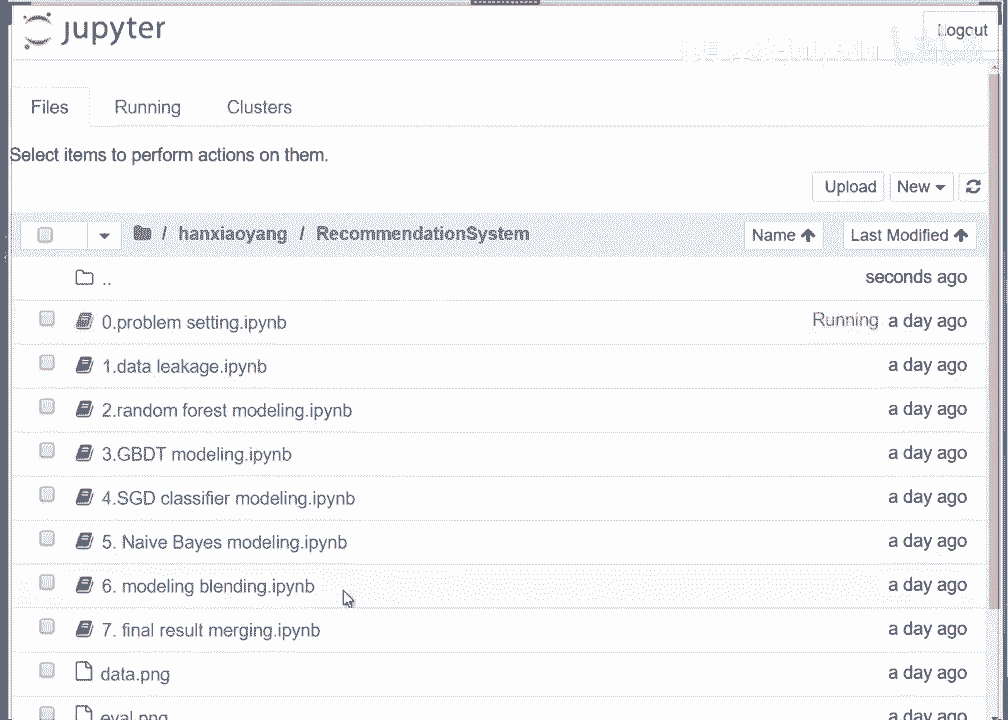 jupyter
Logout
Files Running Clusters
Select items to perform actions on them.
Upload New
/ hanxiaoyang / RecommendationSystem Name Last Modified
.. seconds ago
0.problem setting.ipynb Running a day ago
1.data leakage.ipynb a day ago
2.random forest modeling.ipynb a day ago
3.GBDT modeling.ipynb a day ago
4.SGD classifier modeling.ipynb a day ago
5. Naive Bayes modeling.ipynb a day ago
6. modeling blending.ipynb a day ago
7. final result merging.ipynb a day ago
data.png a day ago
eval.png a day ago